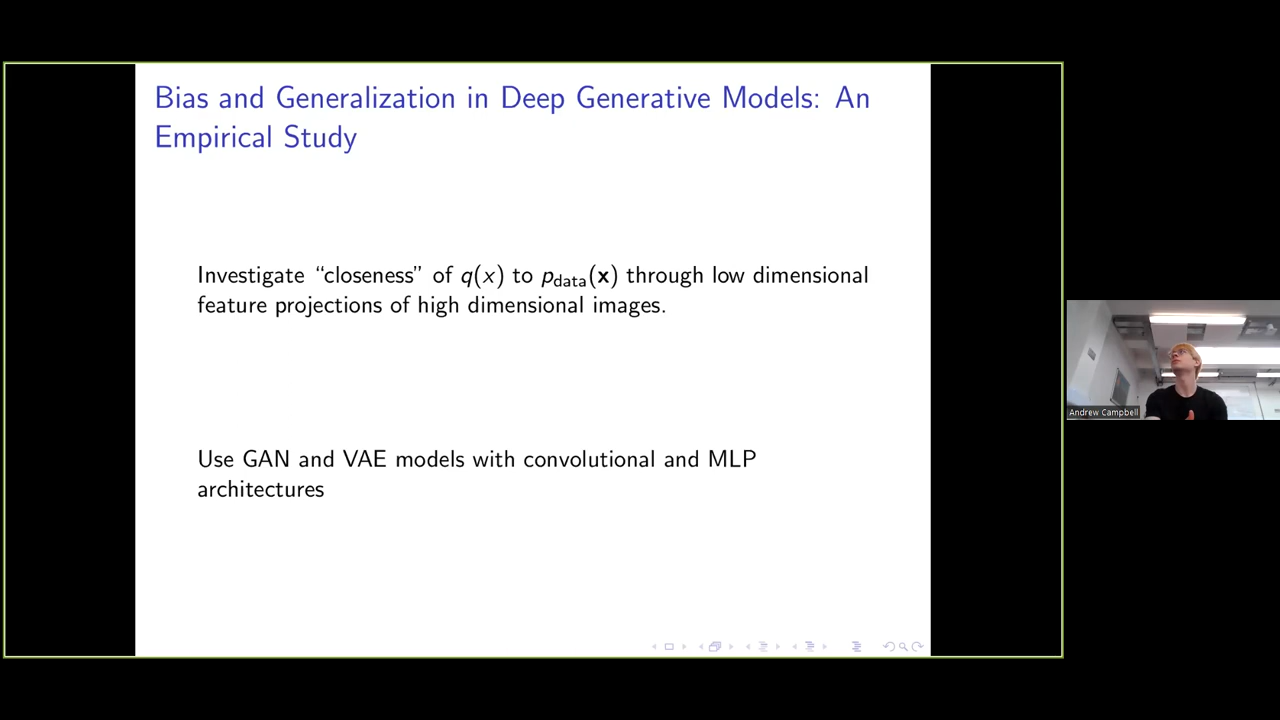 Bias and Generalization in Deep Generative Models: An
Empirical Study
Investigate “closeness” of q(x) to pdata(x) through low dimensional
feature projections of high dimensional images.
Use GAN and VAE models with convolutional and MLP
architectures
Andrew Campbell